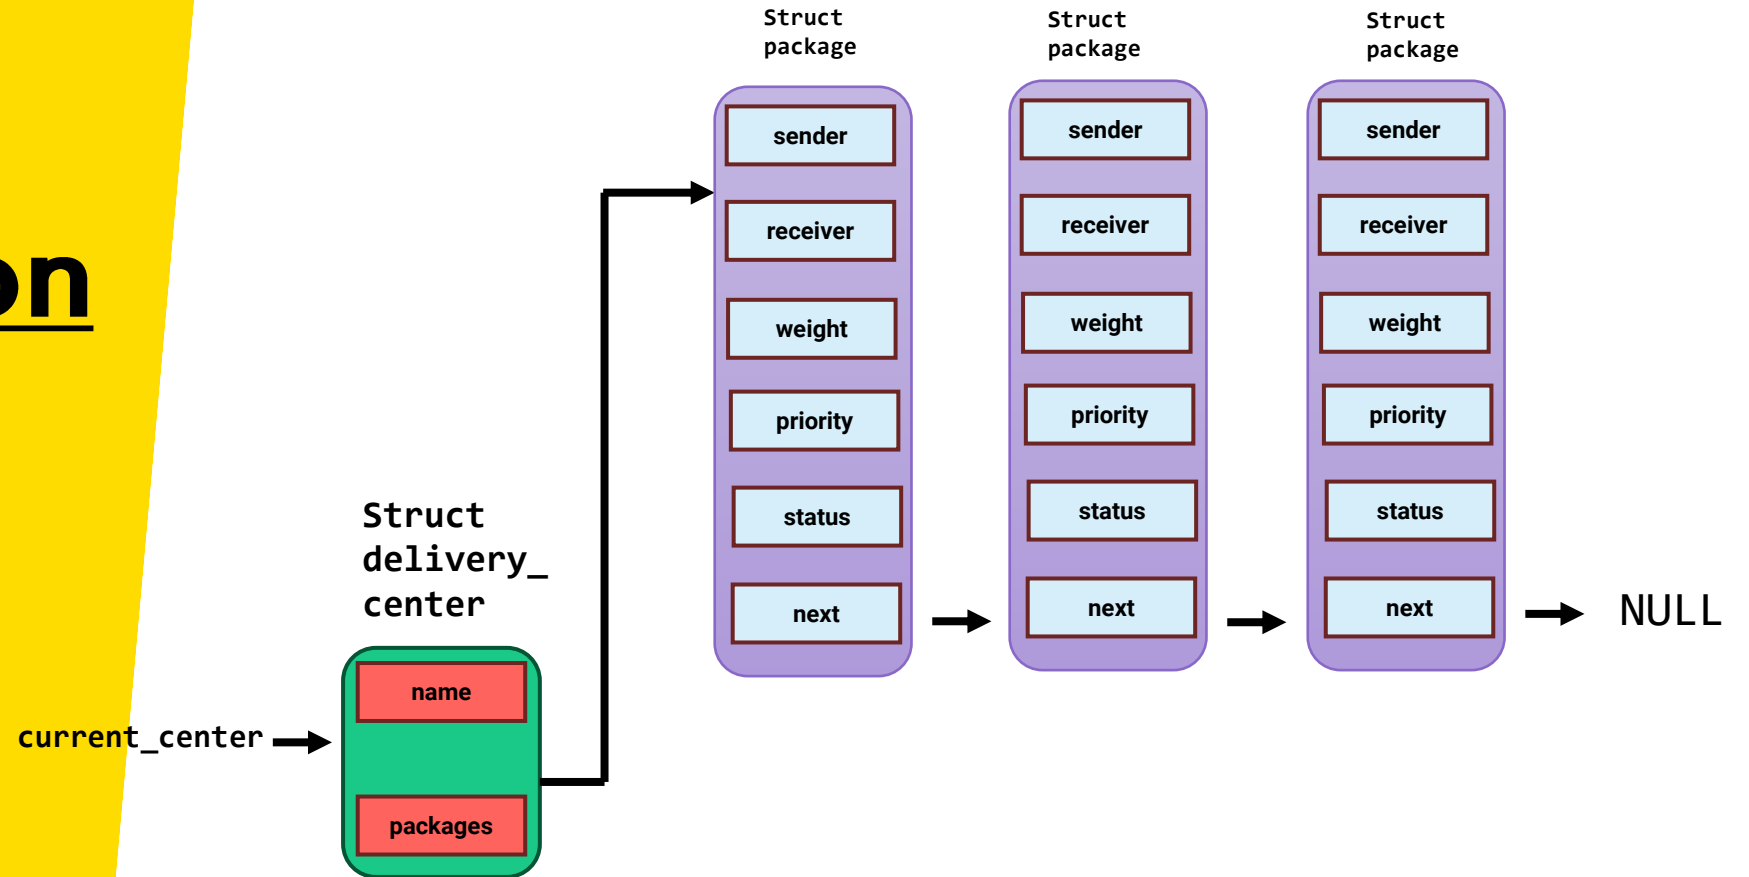 on
Struct
delivery_
center
name
current_center
packages
Struct
package
sender
receiver
weight
priority
status
next
Struct
package
sender
receiver
weight
priority
status
next
Struct
package
sender
receiver
weight
priority
status
next
NULL